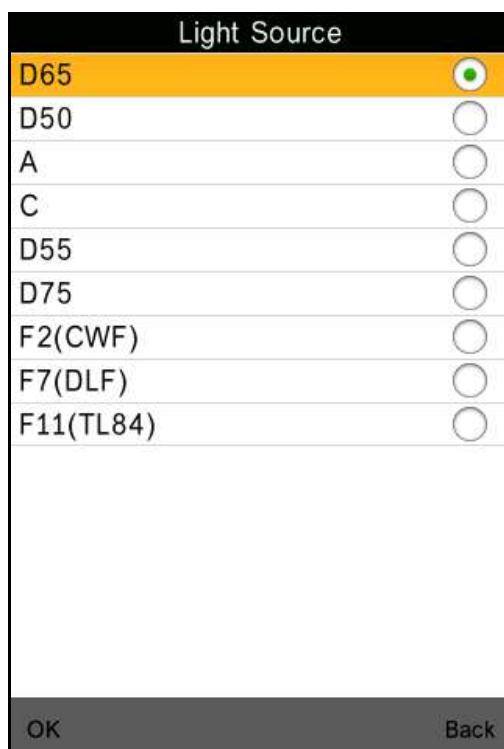 Light Source
D65
D50
A
C
D55
D75
F2(CWF)
F7(DLF)
F11(TL84)
OK Back